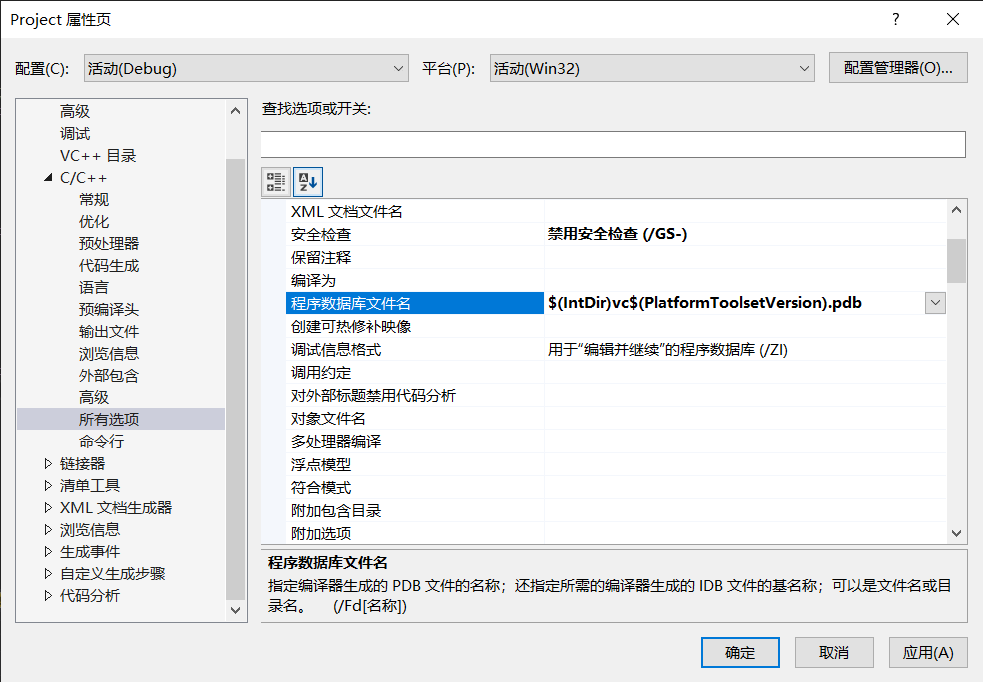 Project 属性页
?
配置(C): 活动(Debug) 平台(P): 活动(Win32) 配置管理器(O)...
高级
调试
VC++ 目录
C/C++
常规
优化
预处理器
代码生成
语言
预编译头
输出文件
浏览信息
外部包含
高级
所有选项
命令行
链接器
清单工具
XML 文档生成器
浏览信息
生成事件
自定义生成步骤
代码分析
查找选项或开关:
XML 文档文件名
安全检查 禁用安全检查 (/GS-)
保留注释
编译为
程序数据库文件名 $(IntDir)vc$(PlatformToolsetVersion).pdb
创建可热修补映像
调试信息格式 用于“编辑并继续”的程序数据库 (/ZI)
调用约定
对外部标题禁用代码分析
对象文件名
多处理器编译
浮点模型
符合模式
附加包含目录
附加选项
程序数据库文件名
指定编译器生成的 PDB 文件的名称；还指定所需的编译器生成的 IDB 文件的基名称；可以是文件名或目
录名。 (/Fd[名称])
确定 取消 应用(A)